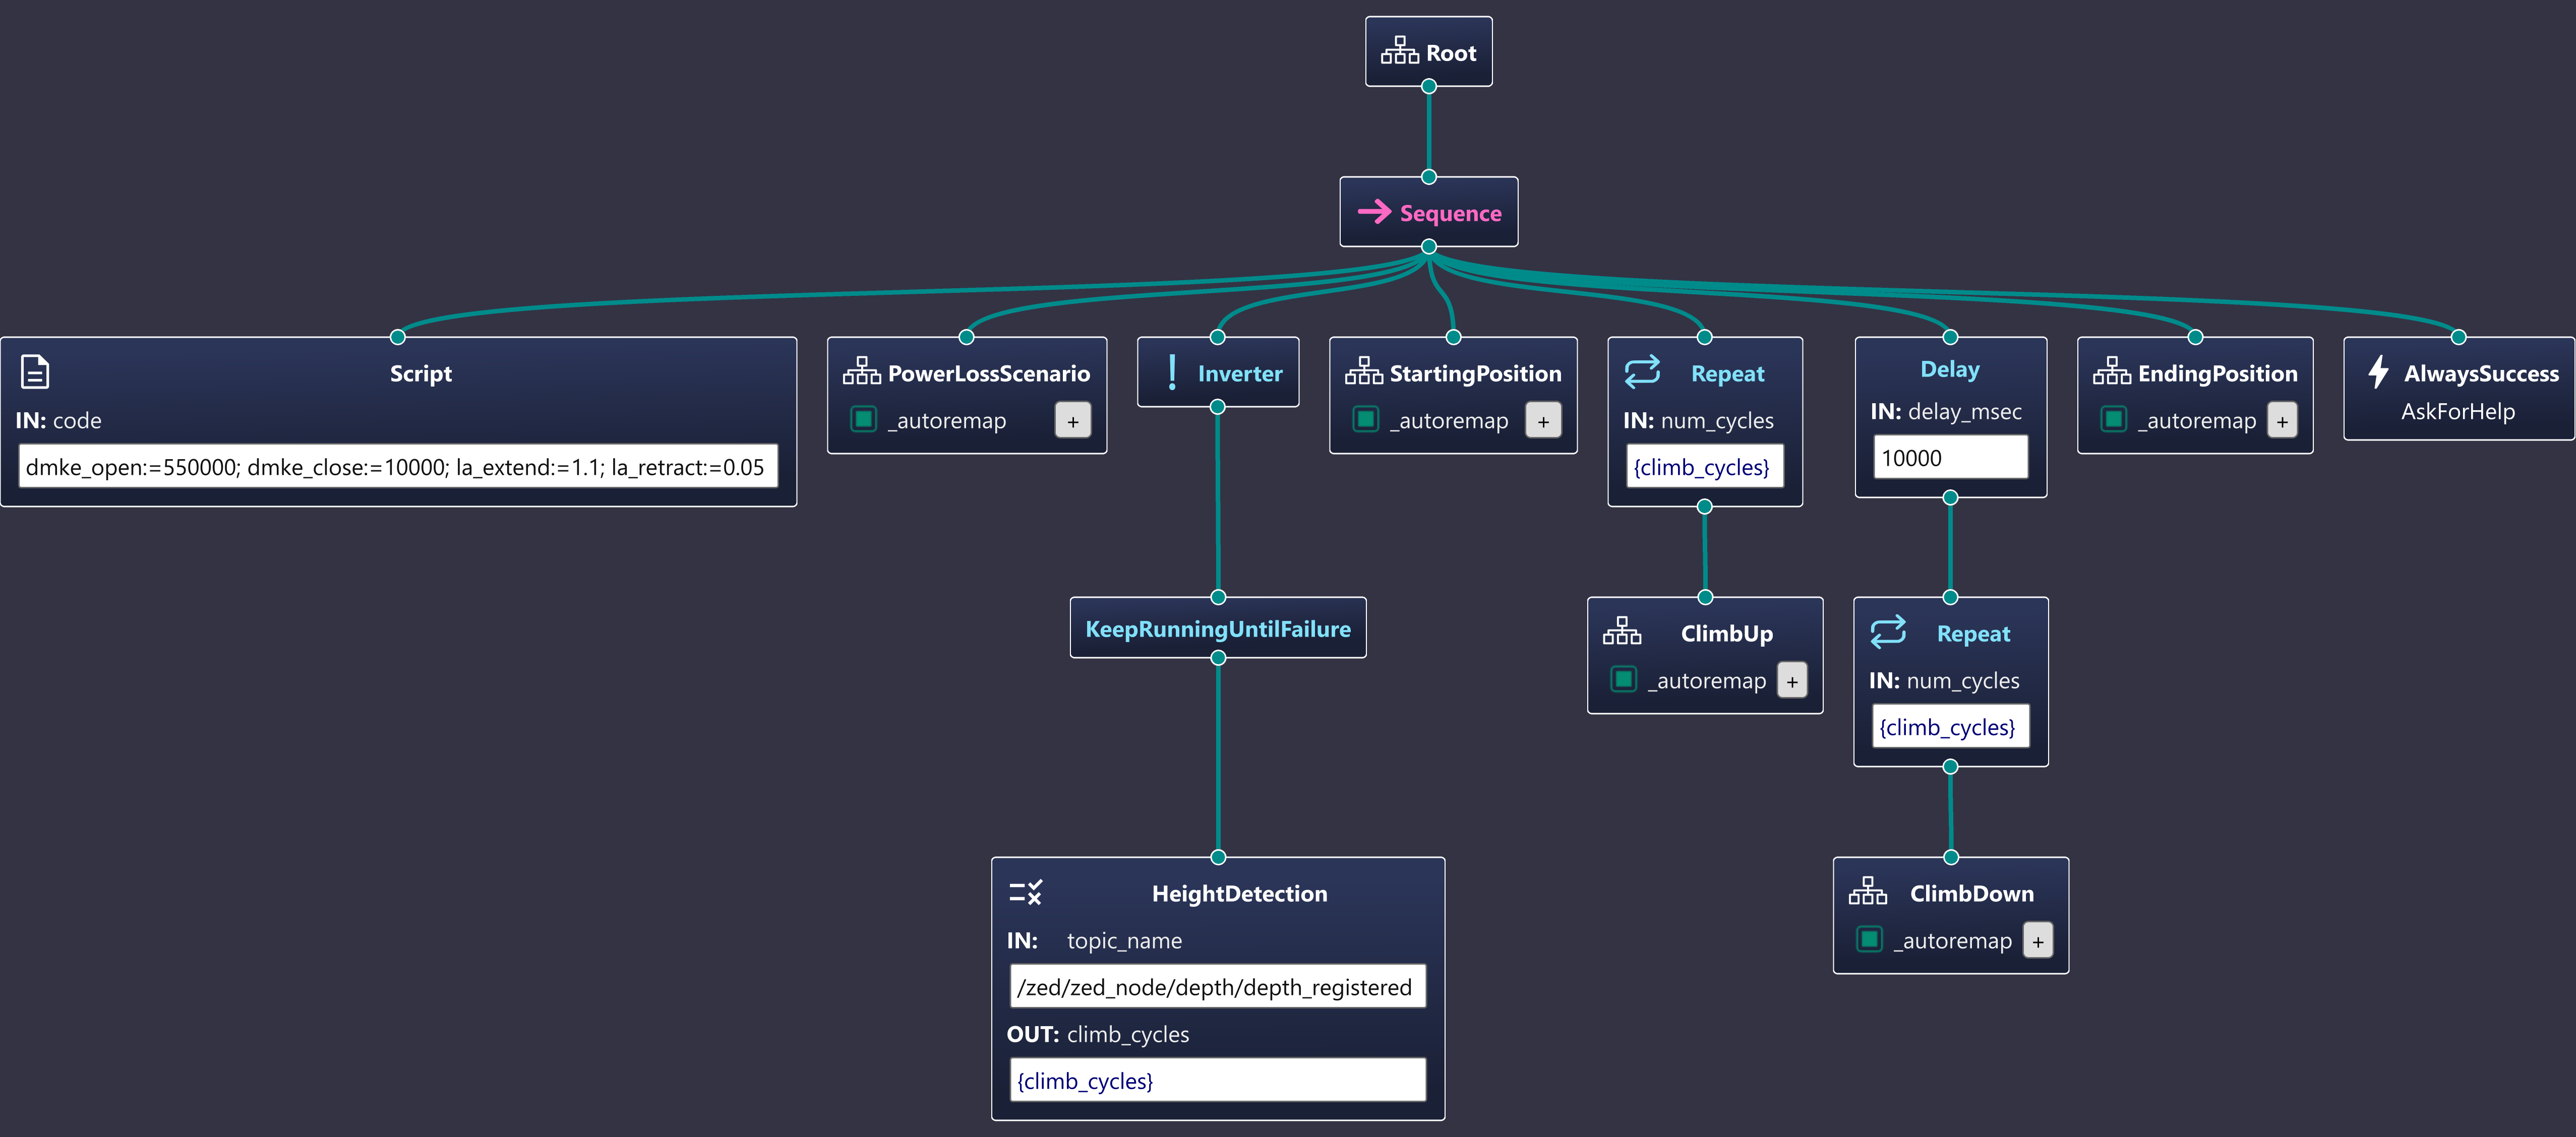 Root
Sequence
Script
IN: code
dmke_open:=550000; dmke_close:=10000; la_extend:=1.1; la_retract:=0.05
PowerLossScenario
_autoremap +
Inverter
StartingPosition
_autoremap +
Repeat
IN: num_cycles
{climb_cycles}
Delay
IN: delay_msec
10000
EndingPosition
_autoremap +
AlwaysSuccess
AskForHelp
KeepRunningUntilFailure
ClimbUp
_autoremap +
Repeat
IN: num_cycles
{climb_cycles}
HeightDetection
IN: topic_name
/zed/zed_node/depth/depth_registered
OUT: climb_cycles
{climb_cycles}
ClimbDown
_autoremap +